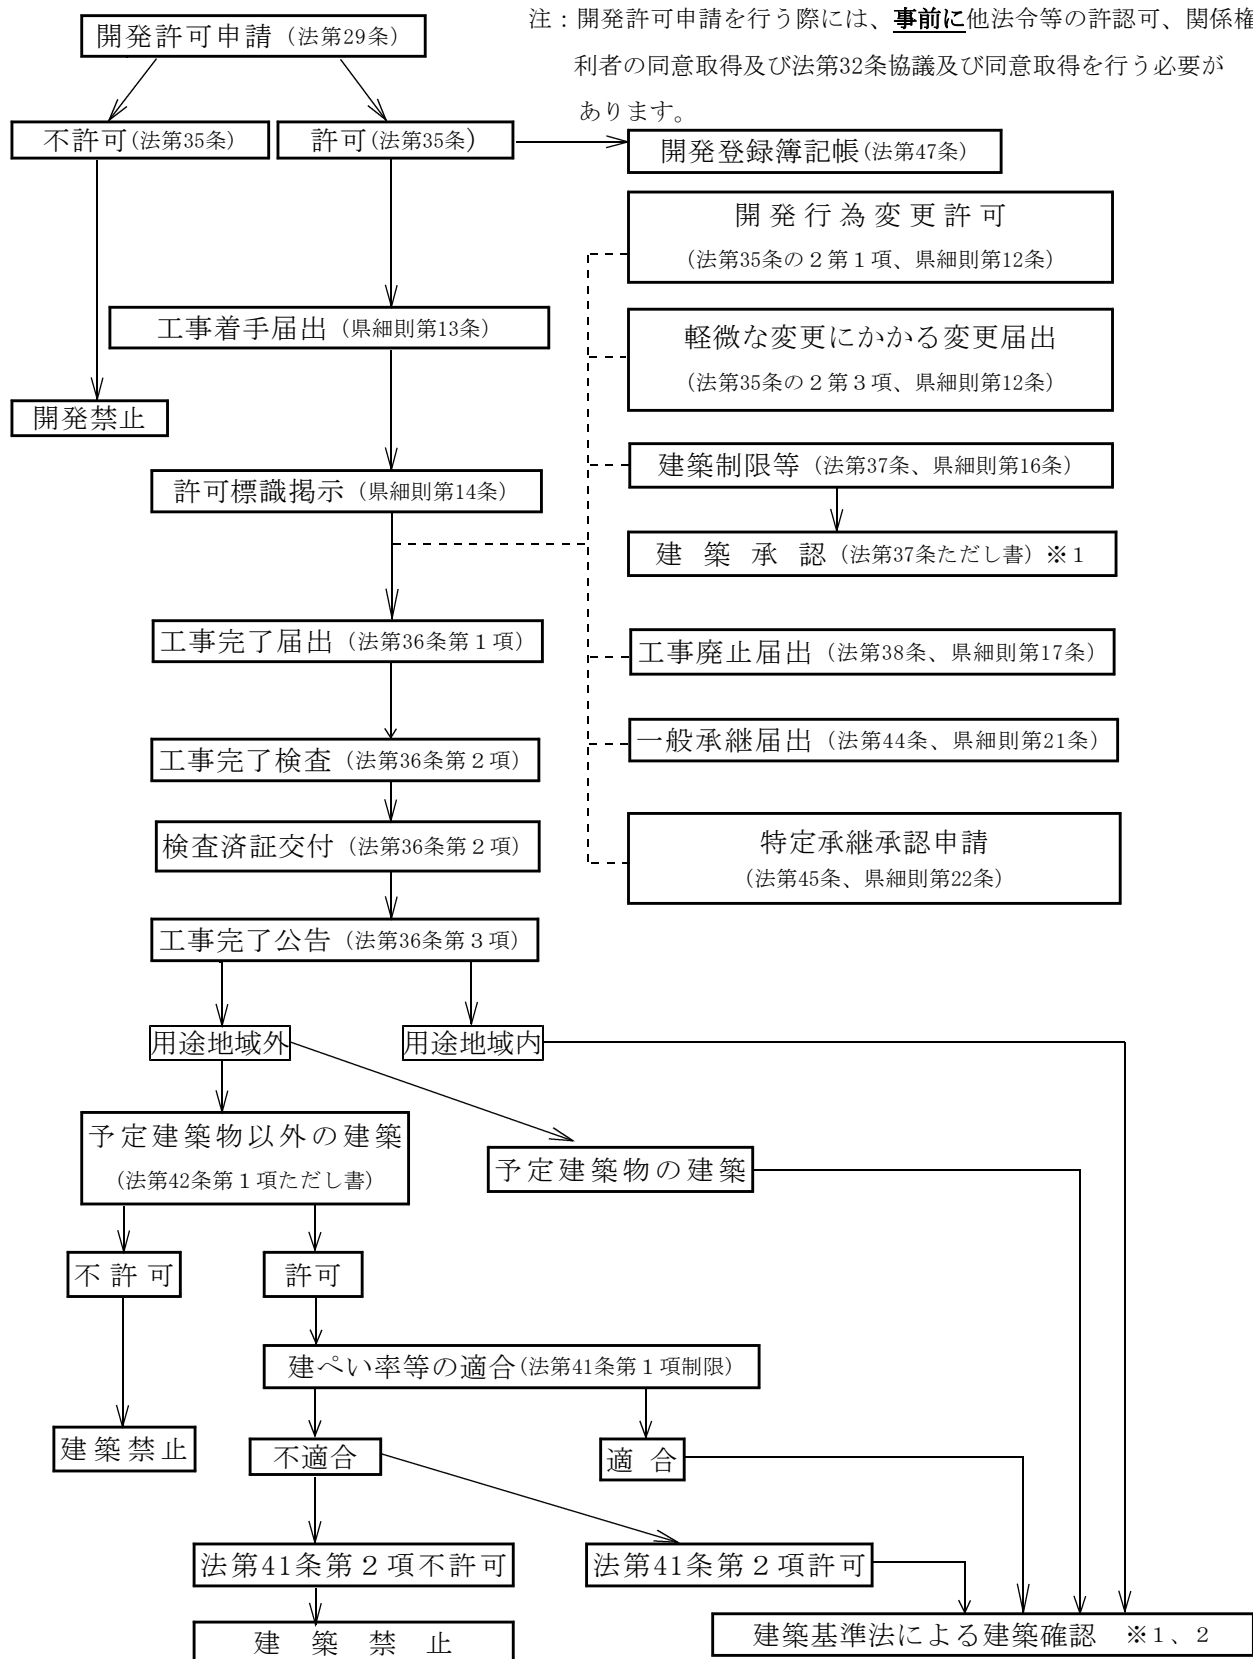 注：開発許可申請を行う際には、事前に他法令等の許認可、関係権
利者の同意取得及び法第32条協議及び同意取得を行う必要が
あります。
開発許可申請（法第29条）
不許可(法第35条)
許可(法第35条)
開発登録簿記帳(法第47条)
開発行為変更許可
（法第35条の２第１項、県細則第12条）
工事着手届出（県細則第13条）
軽微な変更にかかる変更届出
（法第35条の２第３項、県細則第12条）
開発禁止
建築制限等（法第37条、県細則第16条）
許可標識掲示（県細則第14条）
建築承認（法第37条ただし書）※１
工事完了届出（法第36条第１項）
工事廃止届出（法第38条、県細則第17条）
一般承継届出（法第44条、県細則第21条）
工事完了検査（法第36条第２項）
検査済証交付（法第36条第２項）
特定承継承認申請
（法第45条、県細則第22条）
工事完了公告（法第36条第３項）
用途地域外
用途地域内
予定建築物以外の建築
（法第42条第１項ただし書）
予定建築物の建築
不許可
許可
建ぺい率等の適合(法第41条第１項制限)
建築禁止
不適合
適合
法第41条第２項不許可
法第41条第２項許可
建築禁止
建築基準法による建築確認　※１、２